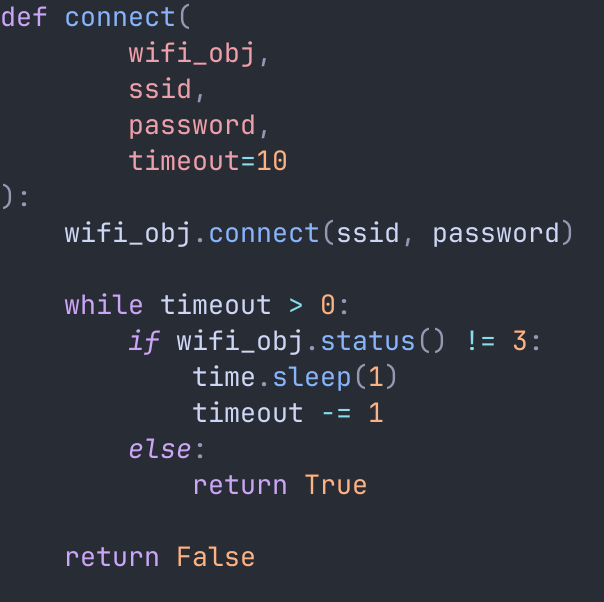 def connect(
        wifi_obj,
        ssid,
        password,
        timeout=10
):
    wifi_obj.connect(ssid, password)

    while timeout > 0:
        if wifi_obj.status() != 3:
            time.sleep(1)
            timeout -= 1
        else:
            return True

    return False